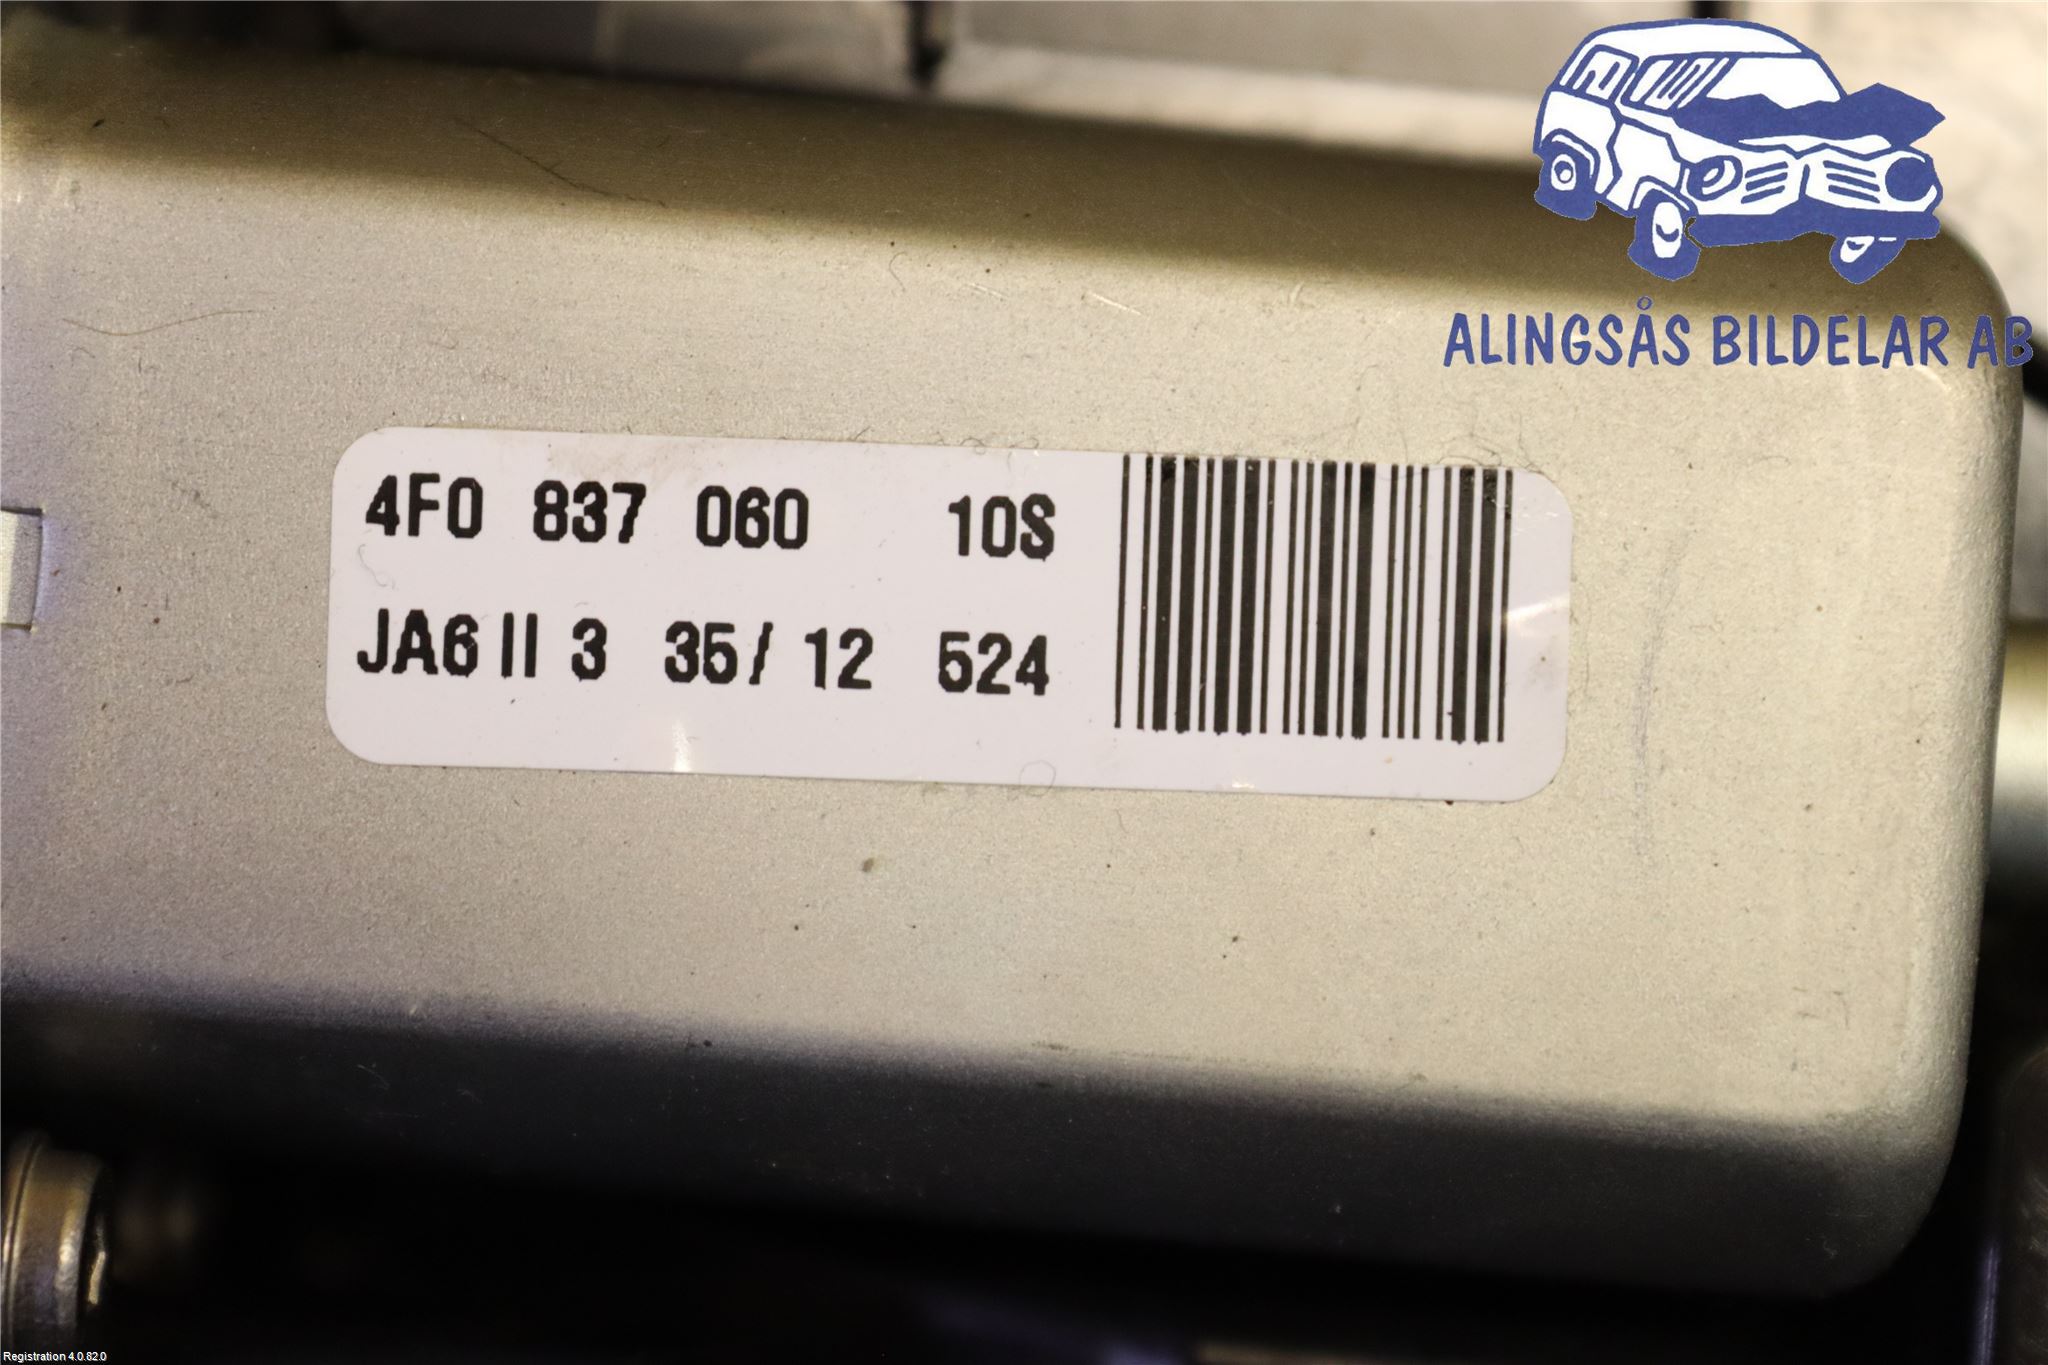 ALINGSÅS BILDELAR AB
4F0 837 060 10S
JA6 II 3 35/ 12 524
Registration 4.0.82.0